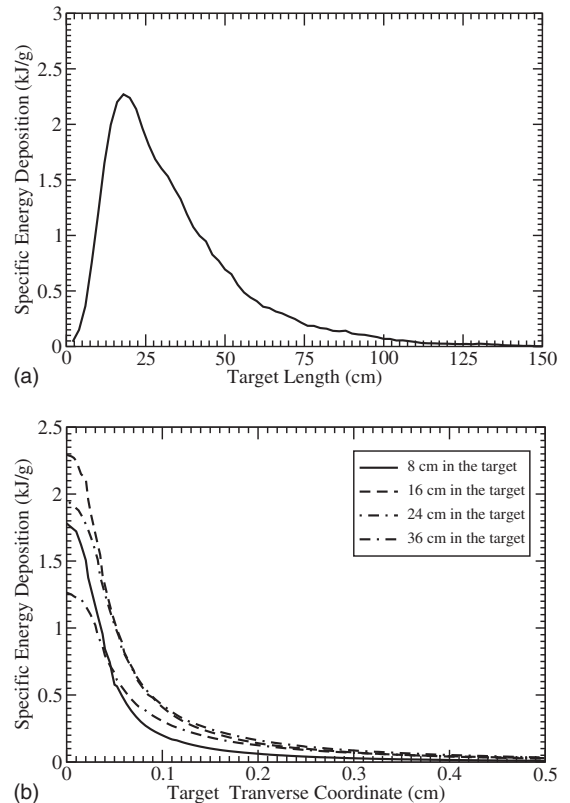 3
2.5
2
1.5
1
0.5
0
Specific Energy Deposition (kJ/g)
0 25 50 75 100 125 150
Target Length (cm)
(a)
2.5
2
1.5
1
0.5
0
Specific Energy Deposition (kJ/g)
8 cm in the target
16 cm in the target
24 cm in the target
36 cm in the target
0 0.1 0.2 0.3 0.4 0.5
Target Tranverse Coordinate (cm)
(b)